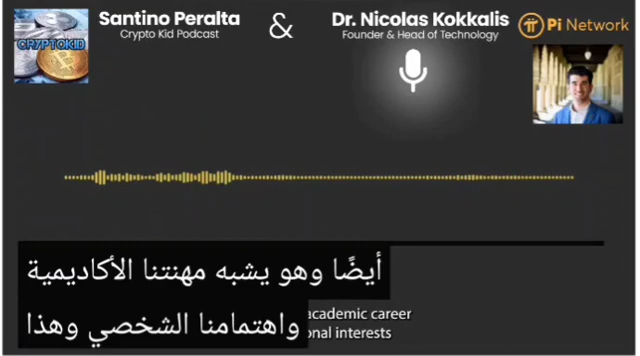 CRYPTOKID
Santino Peralta
Crypto Kid Podcast
&
Dr. Nicolas Kokkalis
Founder & Head of Technology
Pi Network
أيضًا وهو يشبه مهنتنا الأكاديمية
واهتمامنا الشخصي وهذا
academic career
interests